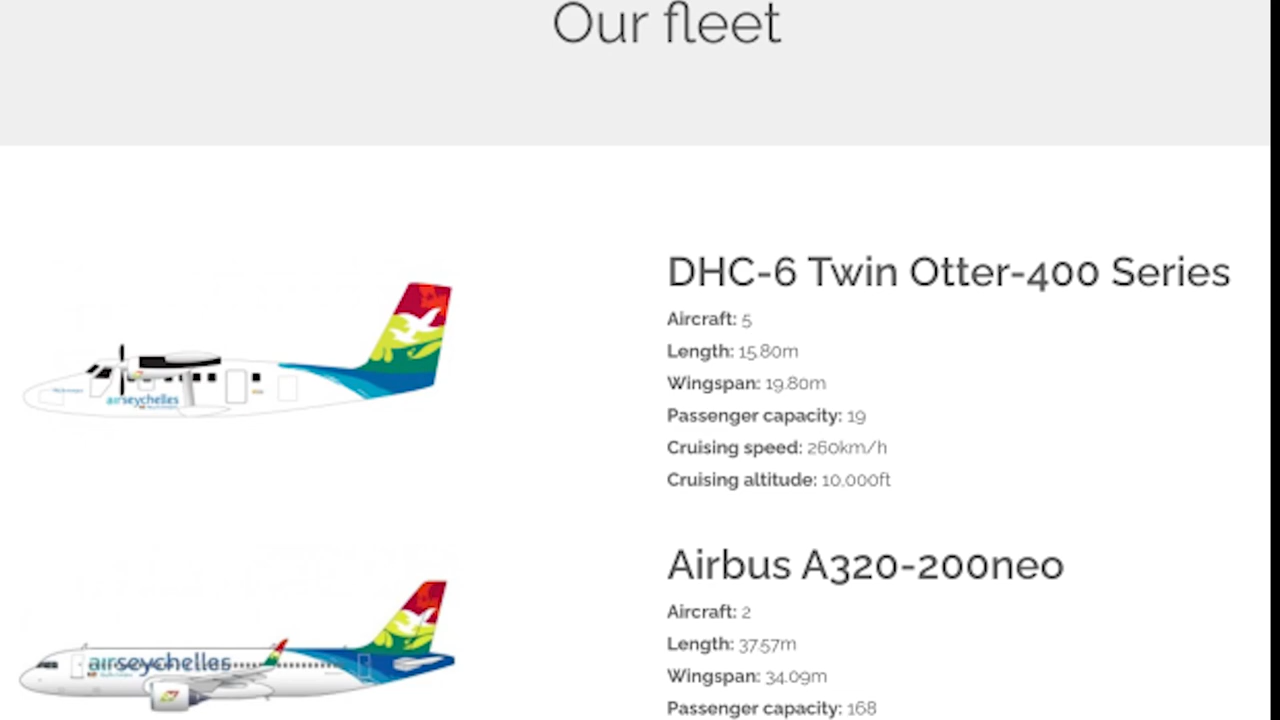 Our fleet
DHC-6 Twin Otter-400 Series
Aircraft: 5
Length: 15.80m
Wingspan: 19.80m
Passenger capacity: 19
Cruising speed: 260km/h
Cruising altitude: 10,000ft
airseychelles
Airbus A320-200neo
Aircraft: 2
Length: 37.57m
Wingspan: 34.09m
Passenger capacity: 168
airseychelles